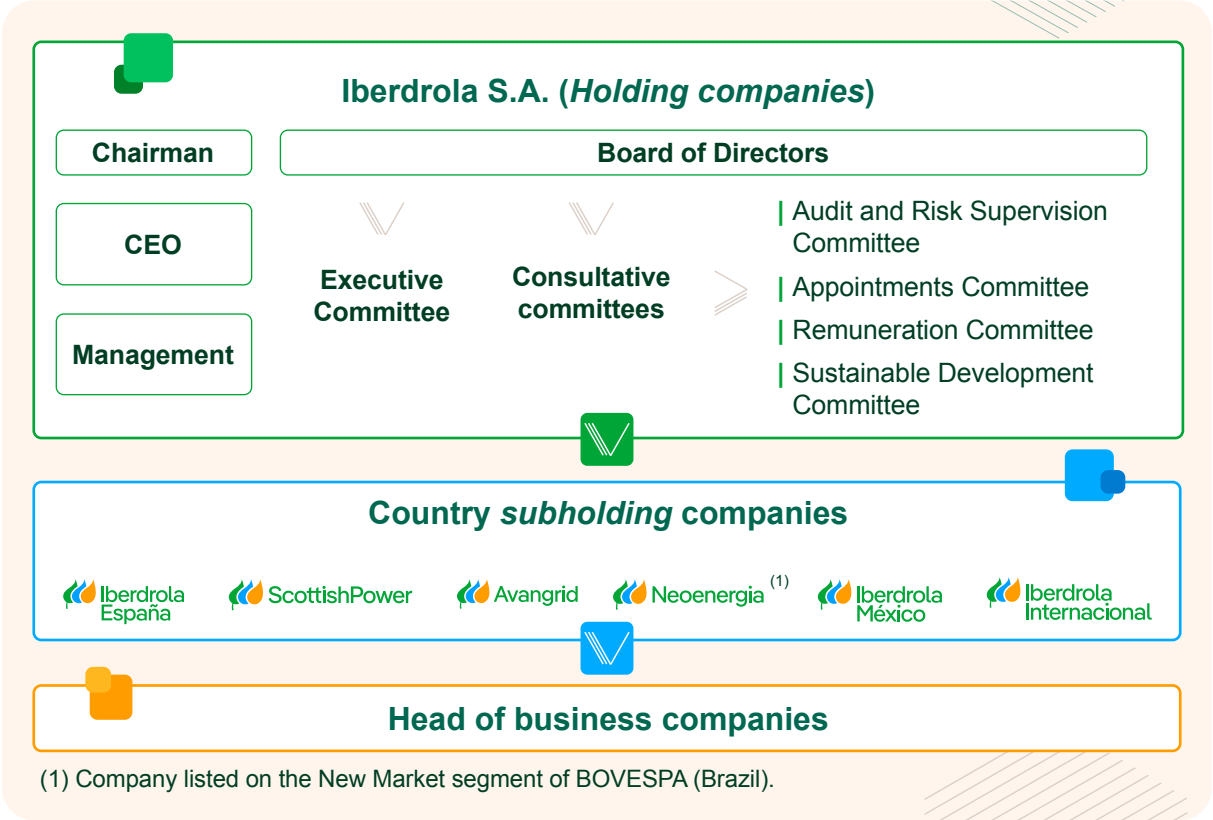 Iberdrola S.A. (Holding companies)
Chairman
Board of Directors
CEO
Management
Executive
Committee
Consultative
committees
| Audit and Risk Supervision
Committee
| Appointments Committee
| Remuneration Committee
| Sustainable Development
Committee
Country subholding companies
Iberdrola
España
ScottishPower
Avangrid
Neoenergia (1)
Iberdrola
México
Iberdrola
Internacional
Head of business companies
(1) Company listed on the New Market segment of BOVESPA (Brazil).